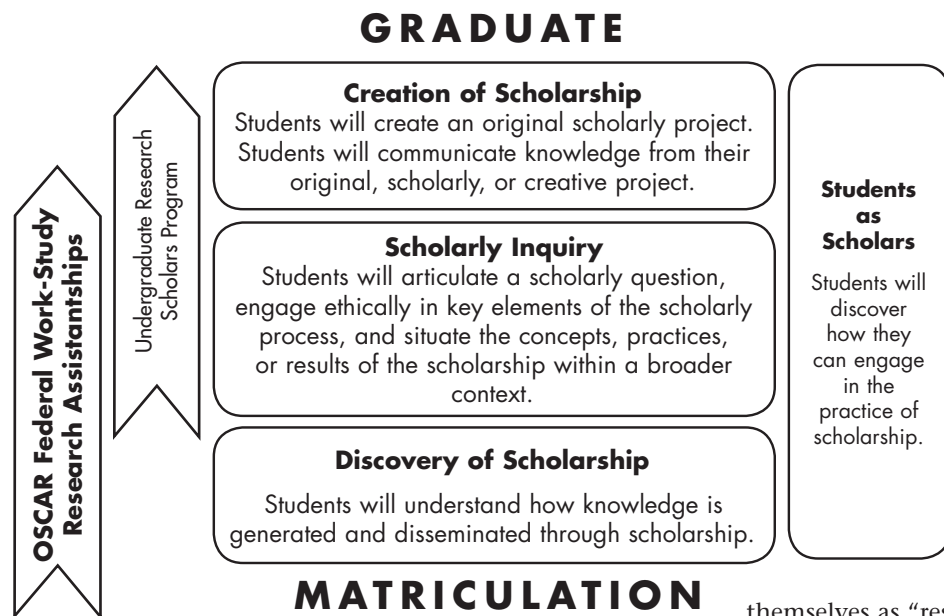 GRADUATE
OSCAR Federal Work-Study
Research Assistantships
Undergraduate Research
Scholars Program
Creation of Scholarship
Students will create an original scholarly project.
Students will communicate knowledge from their
original, scholarly, or creative project.
Scholarly Inquiry
Students will articulate a scholarly question,
engage ethically in key elements of the scholarly
process, and situate the concepts, practices,
or results of the scholarship within a broader
context.
Discovery of Scholarship
Students will understand how knowledge is
generated and disseminated through scholarship.
Students
as
Scholars
Students will
discover
how they
can engage
in the
practice of
scholarship.
MATRICULATION
themselves as